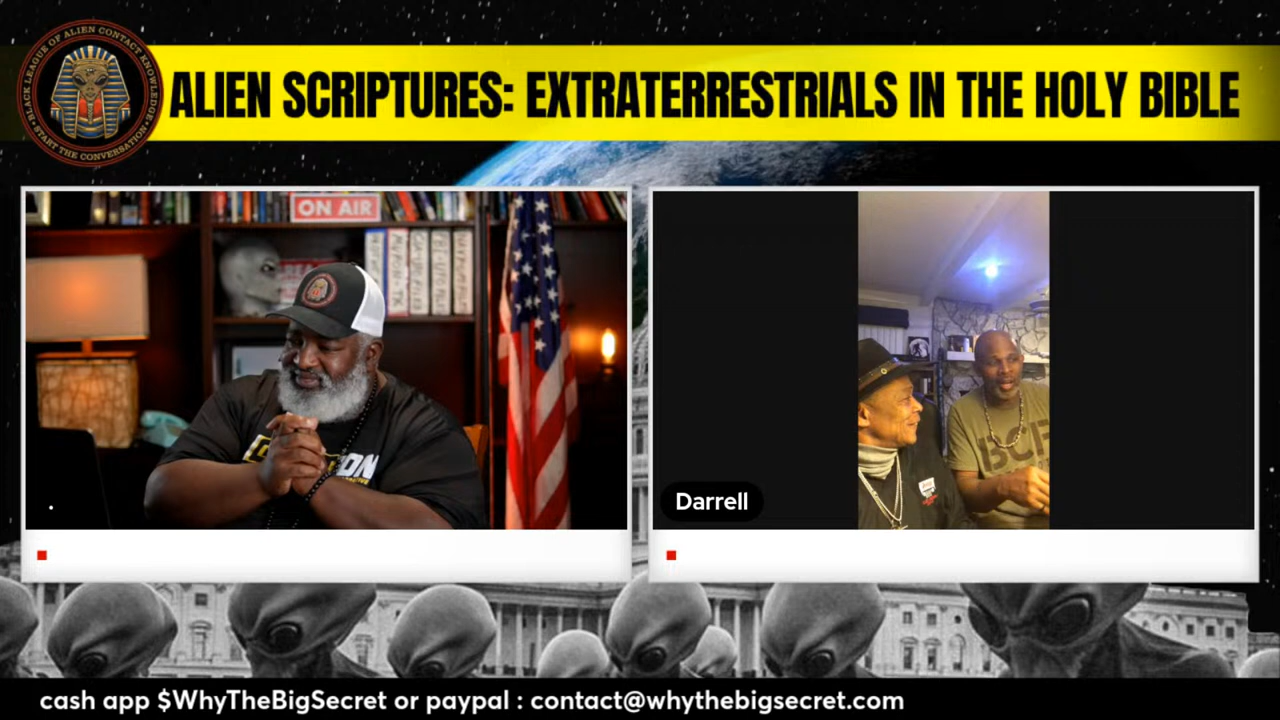 BLACK LEAGUE OF ALIEN CONTACT KNOWLEDGE
START THE CONVERSATION
ALIEN SCRIPTURES: EXTRATERRESTRIALS IN THE HOLY BIBLE
ON AIR
Darrell
cash app $WhyTheBigSecret or paypal : contact@whythebigsecret.com